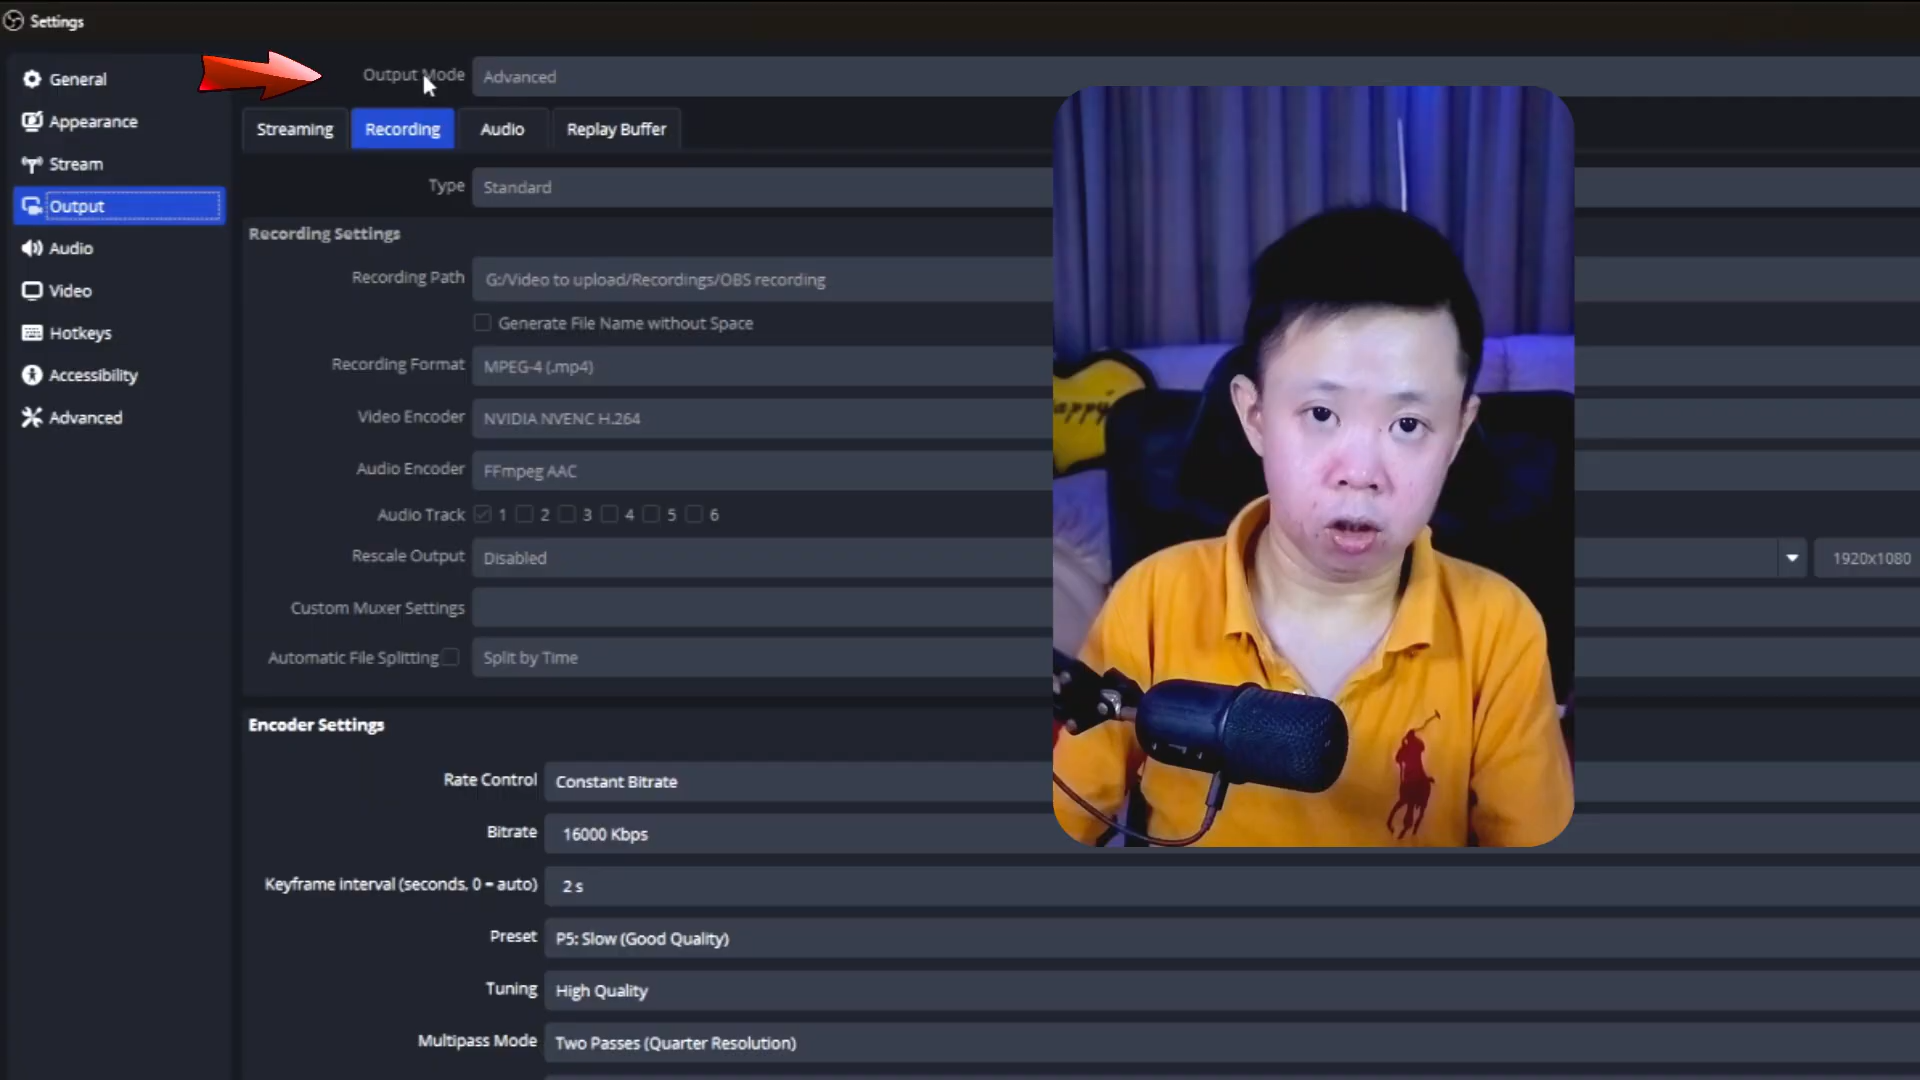 Settings
General
Appearance
Stream
Output
Audio
Video
Hotkeys
Accessibility
Advanced
Output Mode Advanced
Streaming Recording Audio Replay Buffer
Type Standard
Recording Settings
Recording Path G:/Video to upload/Recordings/OBS recording
Generate File Name without Space
Recording Format MPEG-4 (.mp4)
Video Encoder NVIDIA NVENC H.264
Audio Encoder FFmpeg AAC
Audio Track 1 2 3 4 5 6
Rescale Output Disabled 1920x1080
Custom Muxer Settings
Automatic File Splitting Split by Time
Encoder Settings
Rate Control Constant Bitrate
Bitrate 16000 Kbps
Keyframe interval (seconds, 0 = auto) 2 s
Preset P5: Slow (Good Quality)
Tuning High Quality
Multipass Mode Two Passes (Quarter Resolution)